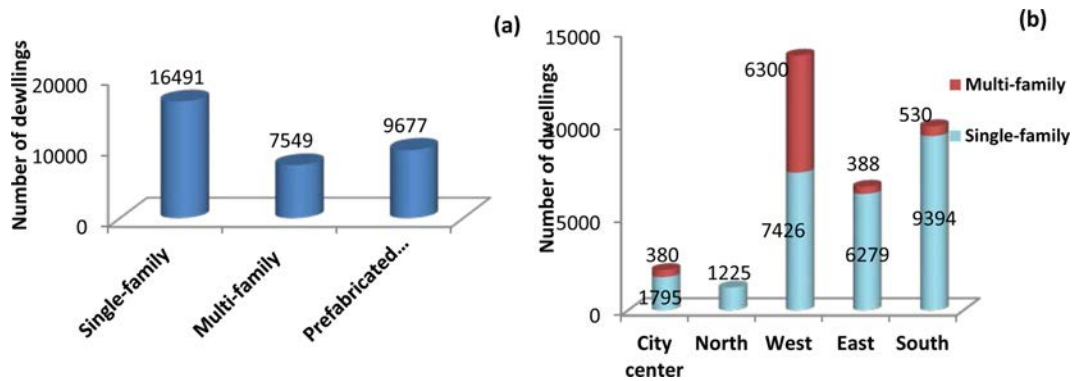 (a)
Number of dewllings
20000
10000
0
16491
7549
9677
Single-family
Multi-family
Prefabricated...
(b)
Number of dwellings
15000
10000
5000
0
380
1795
1225
6300
7426
388
6279
530
9394
Multi-family
Single-family
City center
North
West
East
South